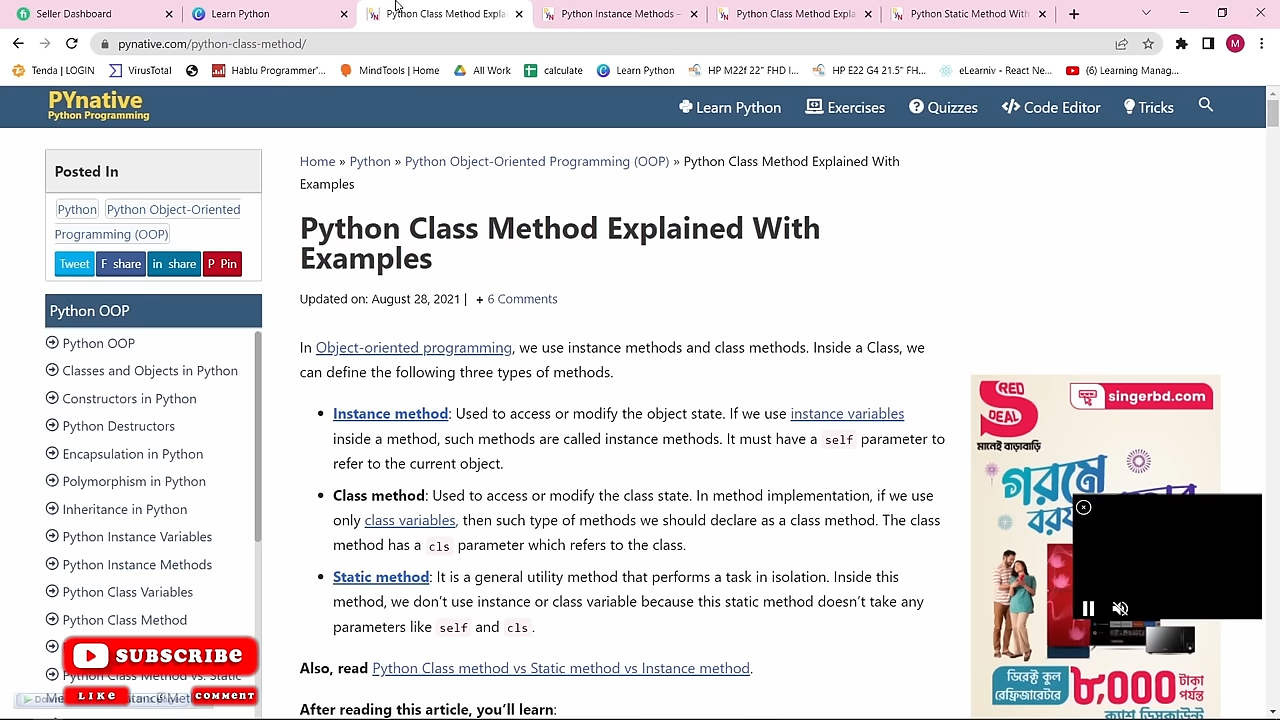 Seller Dashboard
Learn Python
Python Class Method Expla
Python Instance Methods –
Python Class Method Expla
Python Static Method With
pynative.com/python-class-method/
M
Tenda | LOGIN
VirusTotal
Hablu Programmer'...
MindTools | Home
All Work
calculate
Learn Python
HP M22f 22" FHD I...
HP E22 G4 21.5" FH...
eLearniv - React Ne...
(6) Learning Manag...
PYnative
Python Programming
Learn Python
Exercises
Quizzes
Code Editor
Tricks
Posted In
Python Python Object-Oriented
Programming (OOP)
Tweet
F share
in share
P Pin
Python OOP
Python OOP
Classes and Objects in Python
Constructors in Python
Python Destructors
Encapsulation in Python
Polymorphism in Python
Inheritance in Python
Python Instance Variables
Python Instance Methods
Python Class Variables
Python Class Method
SUBSCRIBE
LIKE
COMMENT
Home » Python » Python Object-Oriented Programming (OOP) » Python Class Method Explained With
Examples
Python Class Method Explained With
Examples
Updated on: August 28, 2021 | + 6 Comments
In Object-oriented programming, we use instance methods and class methods. Inside a Class, we
can define the following three types of methods.
• Instance method: Used to access or modify the object state. If we use instance variables
inside a method, such methods are called instance methods. It must have a self parameter to
refer to the current object.
• Class method: Used to access or modify the class state. In method implementation, if we use
only class variables, then such type of methods we should declare as a class method. The class
method has a cls parameter which refers to the class.
• Static method: It is a general utility method that performs a task in isolation. Inside this
method, we don't use instance or class variable because this static method doesn't take any
parameters like self and cls.
Also, read Python Class method vs Static method vs Instance method.
After reading this article, you'll learn:
RED
DEAL
singerbd.com
মানেই বাড়াবাড়ি
গরমে
ডিরেক্ট কুল
রেফ্রিজারেটরে
৮,000 টাকা
পর্যন্ত
ক্যাশ ডিসকাউন্ট